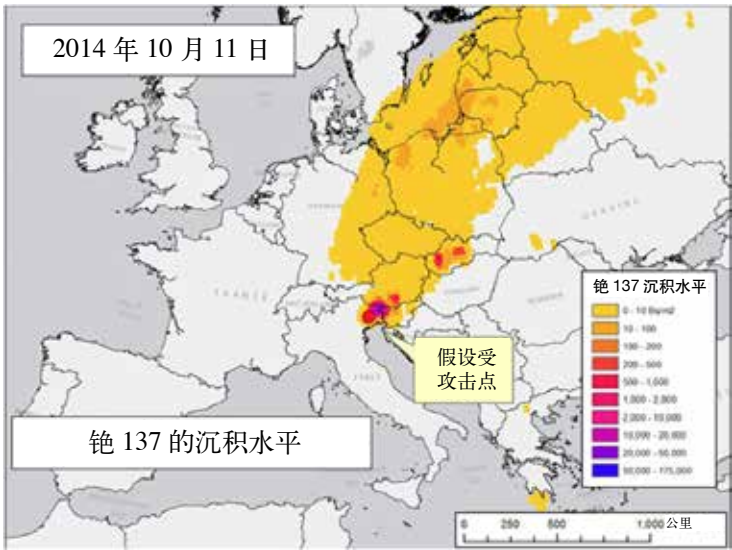 2014 年 10 月 11 日
UKRAINE
FRANCE
ITALY
假设受
攻击点
铯 137 沉积水平
0 - 10 Bq/m2
10 - 100
100 - 200
200 - 500
500 - 1,000
1,000 - 2,000
2,000 - 10,000
10,000 - 20,000
20,000 - 50,000
50,000 - 175,000
铯 137 的沉积水平
0 250 500 1,000 公里